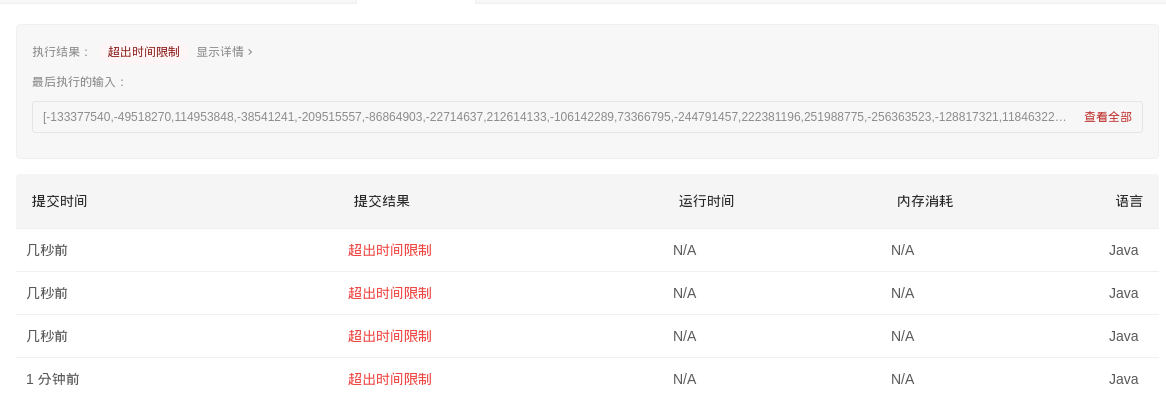 执行结果： 超出时间限制 显示详情 ›
最后执行的输入：
[-133377540,-49518270,114953848,-38541241,-209515557,-86864903,-22714637,212614133,-106142289,73366795,-244791457,222381196,251988775,-256363523,-128817321,11846322… 查看全部
提交时间 提交结果 运行时间 内存消耗 语言
几秒前 超出时间限制 N/A N/A Java
几秒前 超出时间限制 N/A N/A Java
几秒前 超出时间限制 N/A N/A Java
1 分钟前 超出时间限制 N/A N/A Java